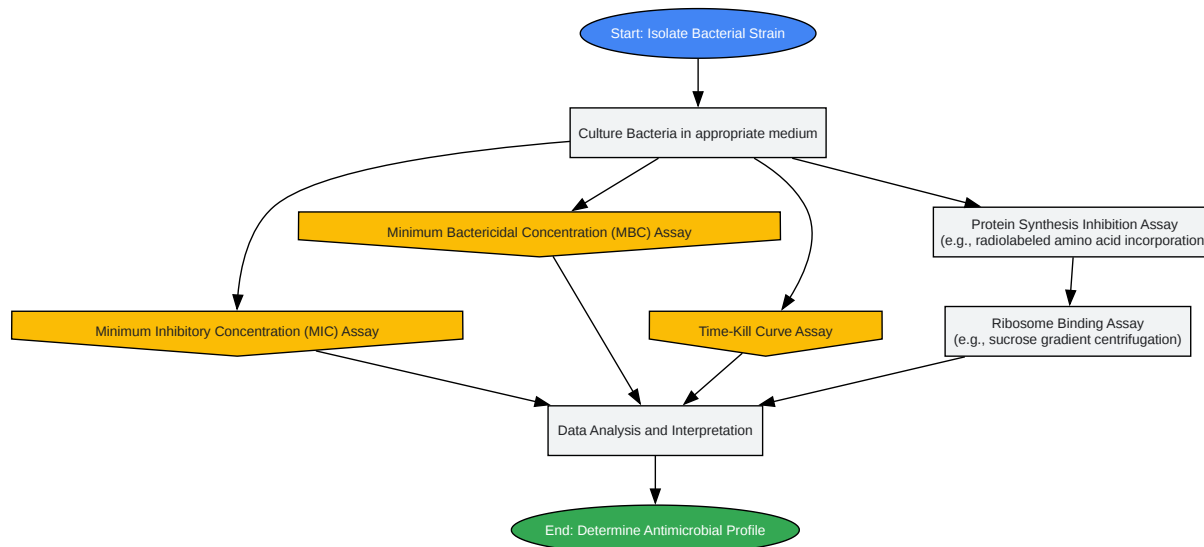 Start: Isolate Bacterial Strain
Culture Bacteria in appropriate medium
Minimum Bactericidal Concentration (MBC) Assay
Protein Synthesis Inhibition Assay
(e.g., radiolabeled amino acid incorporation
Minimum Inhibitory Concentration (MIC) Assay
Time-Kill Curve Assay
Ribosome Binding Assay
(e.g., sucrose gradient centrifugation)
Data Analysis and Interpretation
End: Determine Antimicrobial Profile